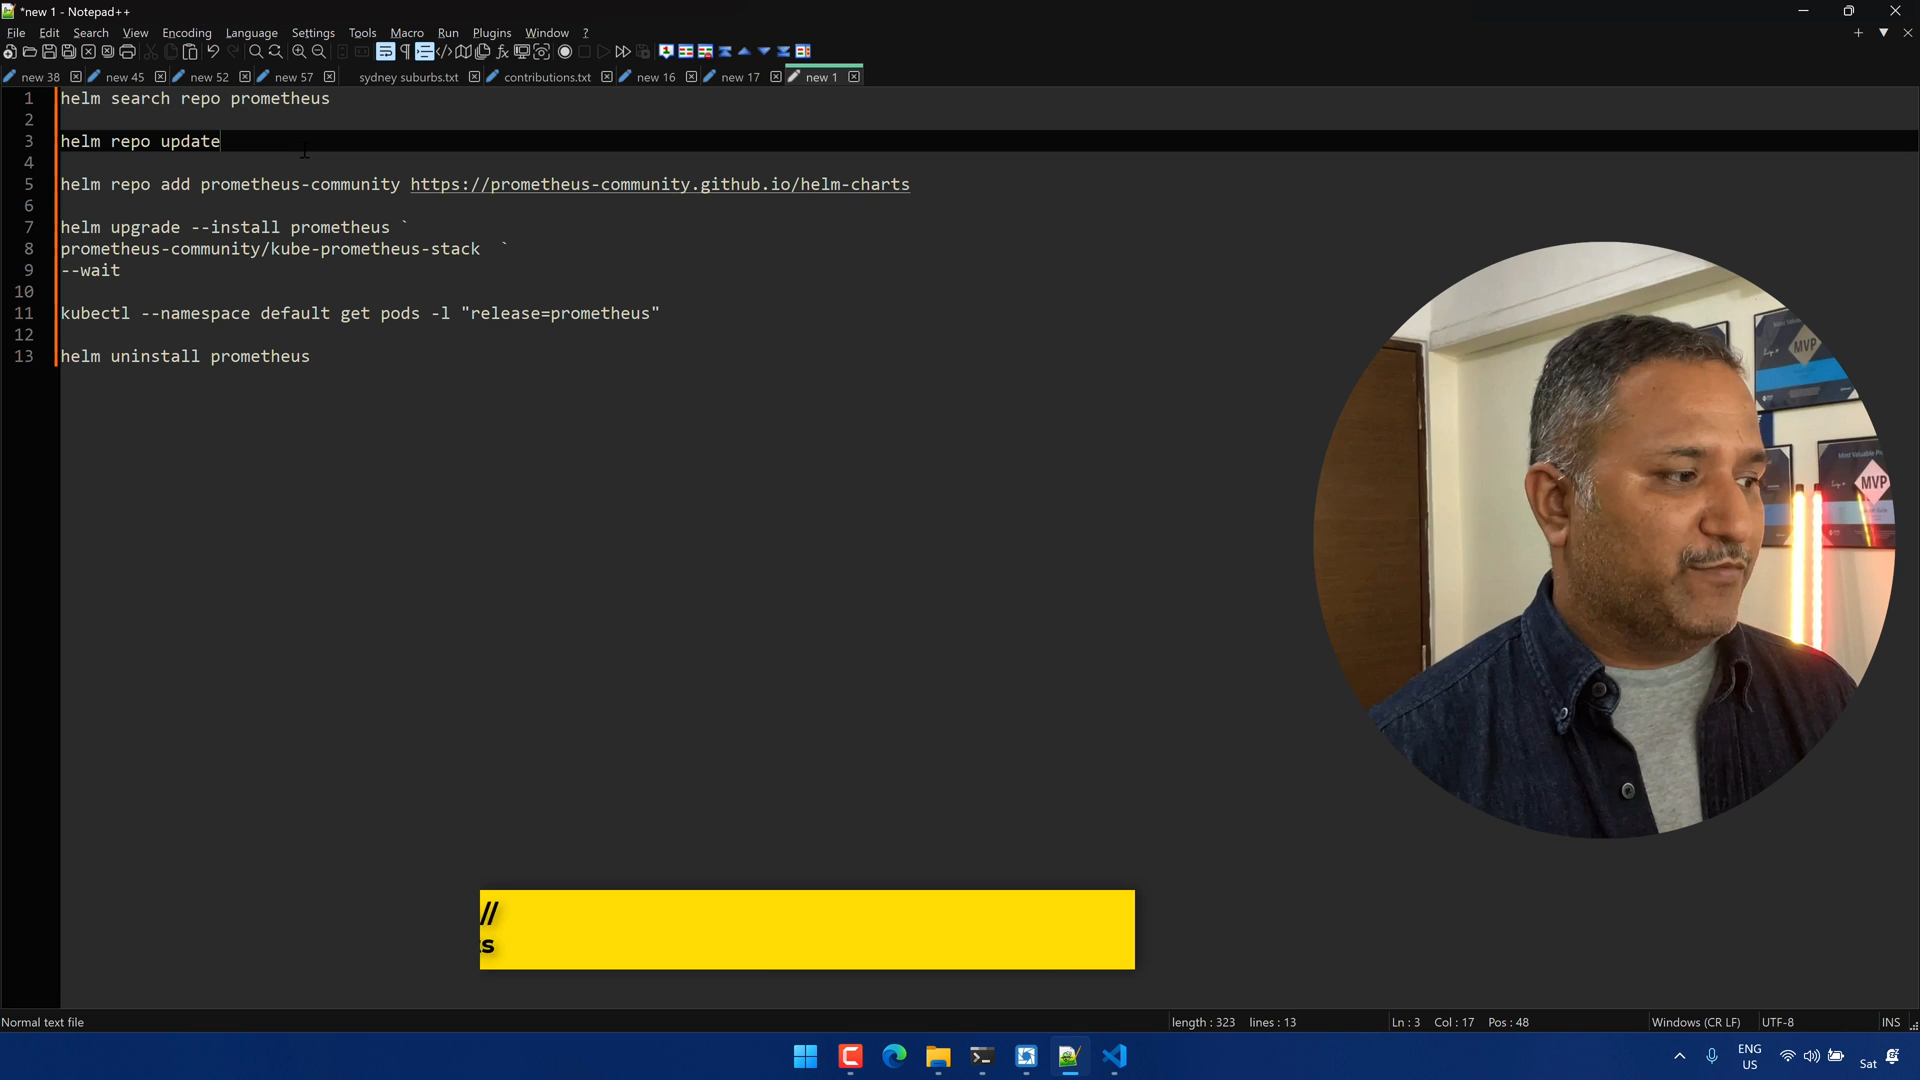 *new 1 - Notepad++
File Edit Search View Encoding Language Settings Tools Macro Run Plugins Window ?
new 38 new 45 new 52 new 57 sydney suburbs.txt contributions.txt new 16 new 17 new 1
1 helm search repo prometheus
2
3 helm repo update
4
5 helm repo add prometheus-community https://prometheus-community.github.io/helm-charts
6
7 helm upgrade --install prometheus `
8 prometheus-community/kube-prometheus-stack  `
9 --wait
10
11 kubectl --namespace default get pods -l "release=prometheus"
12
13 helm uninstall prometheus
MVP
MVP
//
ts
Normal text file length : 323 lines : 13 Ln : 3 Col : 17 Pos : 48 Windows (CR LF) UTF-8 INS
ENG
US
Sat